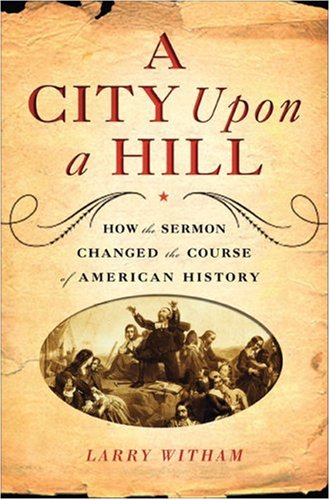 A
CITY Upon
a HILL
HOW the SERMON
CHANGED the COURSE
of AMERICAN HISTORY
LARRY WITHAM